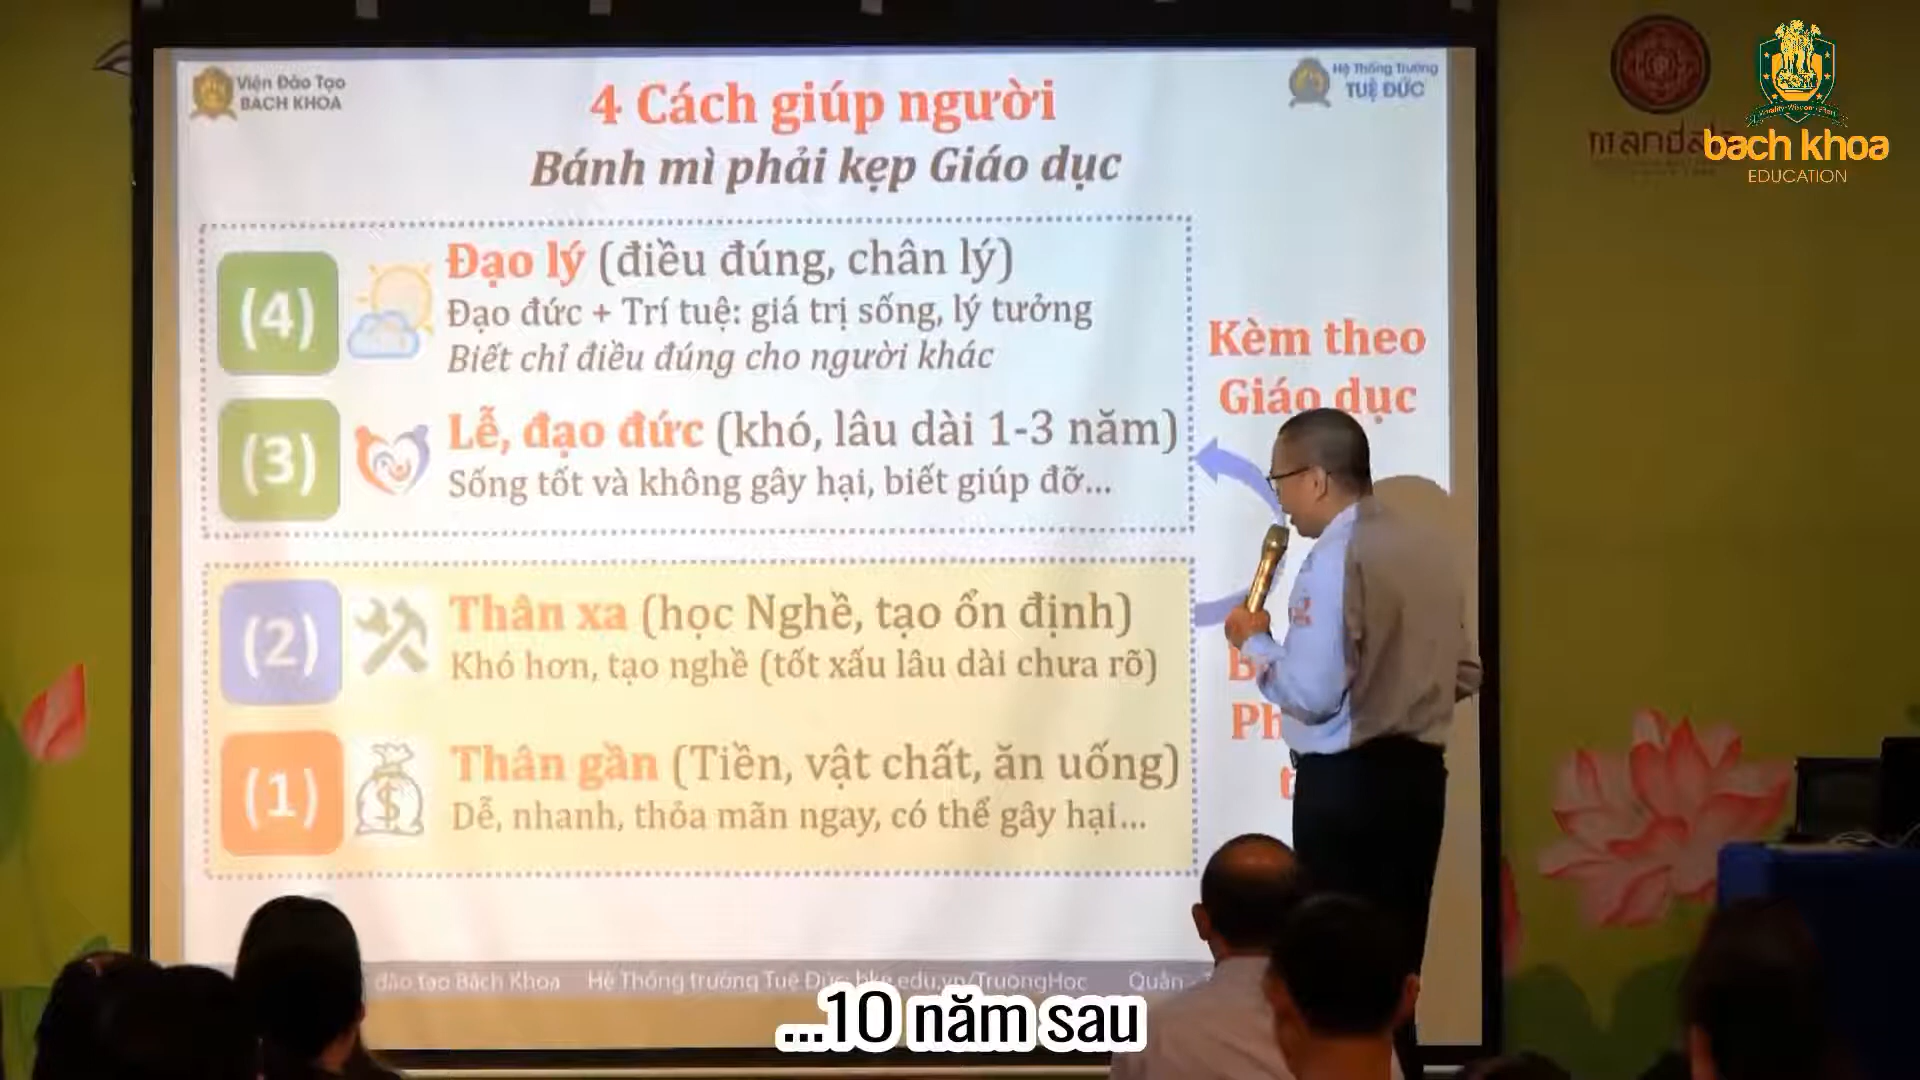 Viện Đào Tạo
BÁCH KHOA
4 Cách giúp người
Bánh mì phải kẹp Giáo dục
Hệ Thống Trường
TUỆ ĐỨC
bach khoa
EDUCATION
(4)
Đạo lý (điều đúng, chân lý)
Đạo đức + Trí tuệ: giá trị sống, lý tưởng
Biết chỉ điều đúng cho người khác
(3)
Lễ, đạo đức (khó, lâu dài 1-3 năm)
Sống tốt và không gây hại, biết giúp đỡ...
Kèm theo
Giáo dục
(2)
Thân xa (học Nghề, tạo ổn định)
Khó hơn, tạo nghề (tốt xấu lâu dài chưa rõ)
(1)
Thân gần (Tiền, vật chất, ăn uống)
Dễ, nhanh, thỏa mãn ngay, có thể gây hại...
đào tạo Bách Khoa Hệ Thống trường Tuệ Đức: bke.edu.vn/TruongHoc Quận
...10 năm sau